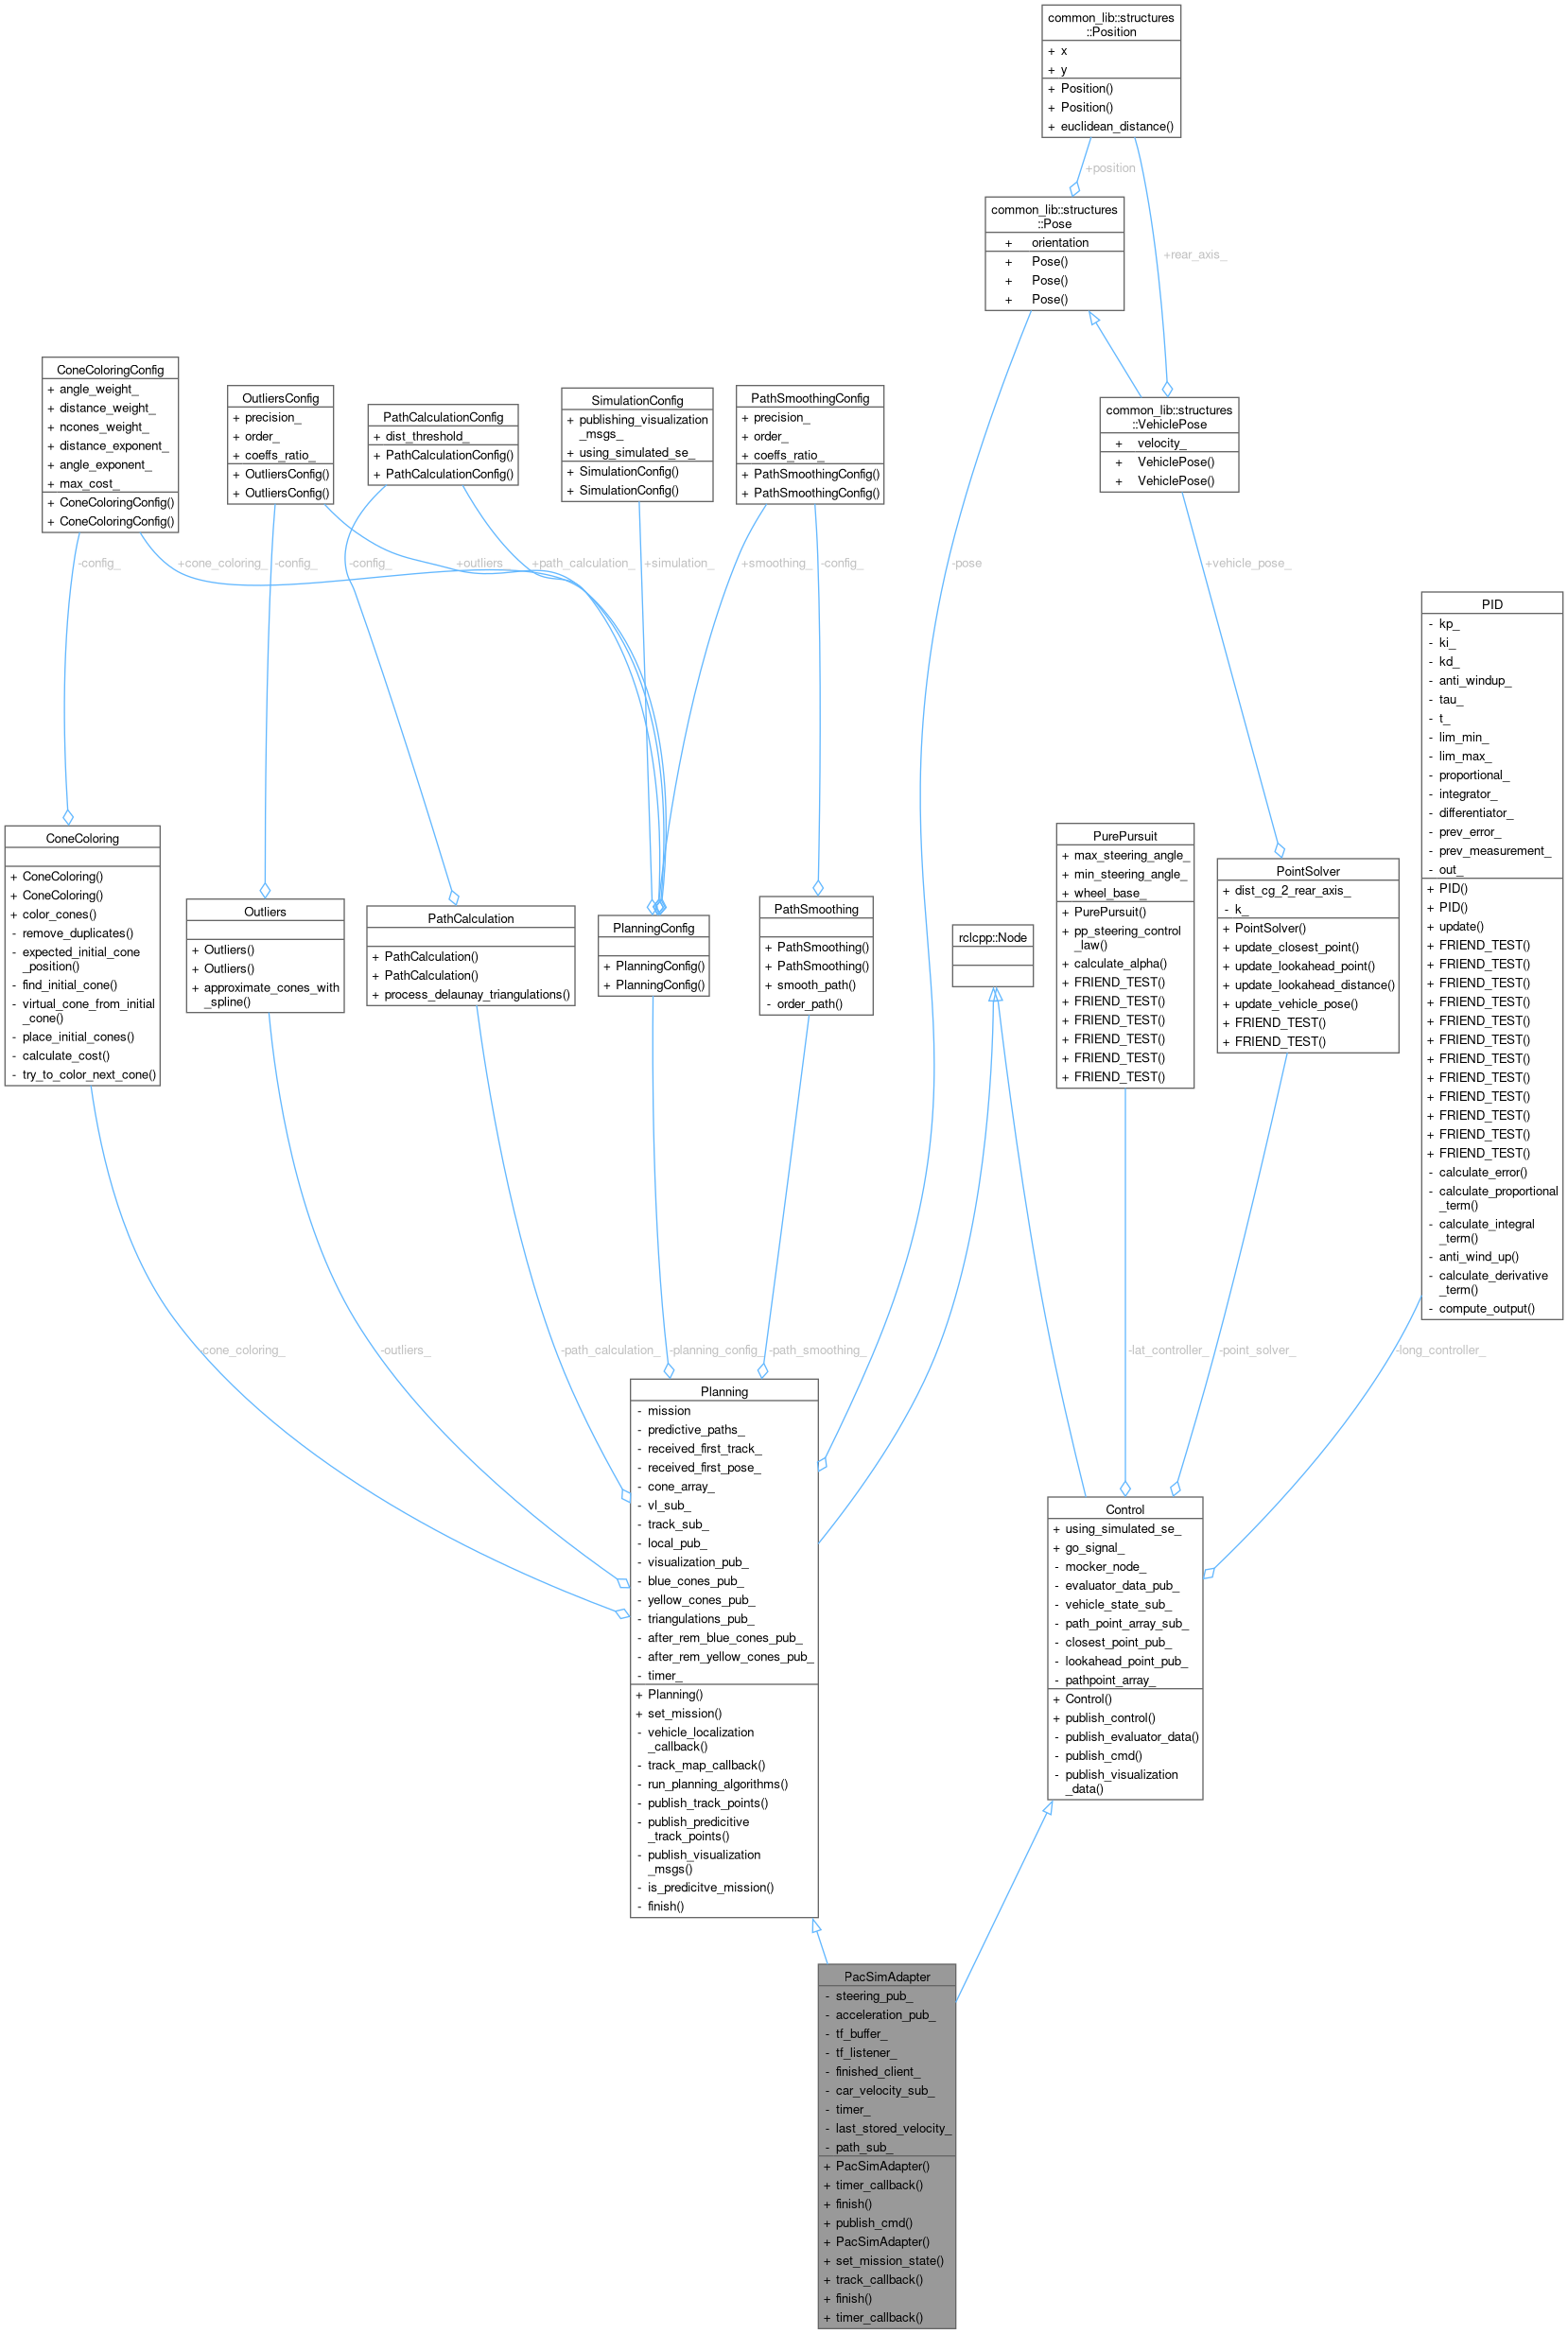 common_lib::structures
::Position
+ x
+ y
+ Position()
+ Position()
+ euclidean_distance()
+position
+rear_axis_
common_lib::structures
::Pose
+ orientation
+ Pose()
+ Pose()
+ Pose()
common_lib::structures
::VehiclePose
+ velocity_
+ VehiclePose()
+ VehiclePose()
ConeColoringConfig
+ angle_weight_
+ distance_weight_
+ ncones_weight_
+ distance_exponent_
+ angle_exponent_
+ max_cost_
+ ConeColoringConfig()
+ ConeColoringConfig()
OutliersConfig
+ precision_
+ order_
+ coeffs_ratio_
+ OutliersConfig()
+ OutliersConfig()
PathCalculationConfig
+ dist_threshold_
+ PathCalculationConfig()
+ PathCalculationConfig()
SimulationConfig
+ publishing_visualization
_msgs_
+ using_simulated_se_
+ SimulationConfig()
+ SimulationConfig()
PathSmoothingConfig
+ precision_
+ order_
+ coeffs_ratio_
+ PathSmoothingConfig()
+ PathSmoothingConfig()
-config_
+cone_coloring_
-config_
-config_
+outliers_
+path_calculation_
+simulation_
+smoothing_
-config_
-pose
+vehicle_pose_
PID
- kp_
- ki_
- kd_
- anti_windup_
- tau_
- t_
- lim_min_
- lim_max_
- proportional_
- integrator_
- differentiator_
- prev_error_
- prev_measurement_
- out_
+ PID()
+ PID()
+ update()
+ FRIEND_TEST()
+ FRIEND_TEST()
+ FRIEND_TEST()
+ FRIEND_TEST()
+ FRIEND_TEST()
+ FRIEND_TEST()
+ FRIEND_TEST()
+ FRIEND_TEST()
+ FRIEND_TEST()
+ FRIEND_TEST()
+ FRIEND_TEST()
+ FRIEND_TEST()
- calculate_error()
- calculate_proportional
_term()
- calculate_integral
_term()
- anti_wind_up()
- calculate_derivative
_term()
- compute_output()
ConeColoring
+ ConeColoring()
+ ConeColoring()
+ color_cones()
- remove_duplicates()
- expected_initial_cone
_position()
- find_initial_cone()
- virtual_cone_from_initial
_cone()
- place_initial_cones()
- calculate_cost()
- try_to_color_next_cone()
Outliers
+ Outliers()
+ Outliers()
+ approximate_cones_with
_spline()
PathCalculation
+ PathCalculation()
+ PathCalculation()
+ process_delaunay_triangulations()
PlanningConfig
+ PlanningConfig()
+ PlanningConfig()
PathSmoothing
+ PathSmoothing()
+ PathSmoothing()
+ smooth_path()
- order_path()
rclcpp::Node
PurePursuit
+ max_steering_angle_
+ min_steering_angle_
+ wheel_base_
+ PurePursuit()
+ pp_steering_control
_law()
+ calculate_alpha()
+ FRIEND_TEST()
+ FRIEND_TEST()
+ FRIEND_TEST()
+ FRIEND_TEST()
+ FRIEND_TEST()
+ FRIEND_TEST()
PointSolver
+ dist_cg_2_rear_axis_
- k_
+ PointSolver()
+ update_closest_point()
+ update_lookahead_point()
+ update_lookahead_distance()
+ update_vehicle_pose()
+ FRIEND_TEST()
+ FRIEND_TEST()
-cone_coloring_
-outliers_
-path_calculation_
-planning_config_
-path_smoothing_
-lat_controller_
-point_solver_
-long_controller_
Planning
- mission
- predictive_paths_
- received_first_track_
- received_first_pose_
- cone_array_
- vl_sub_
- track_sub_
- local_pub_
- visualization_pub_
- blue_cones_pub_
- yellow_cones_pub_
- triangulations_pub_
- after_rem_blue_cones_pub_
- after_rem_yellow_cones_pub_
- timer_
+ Planning()
+ set_mission()
- vehicle_localization
_callback()
- track_map_callback()
- run_planning_algorithms()
- publish_track_points()
- publish_predicitive
_track_points()
- publish_visualization
_msgs()
- is_predicitve_mission()
- finish()
Control
+ using_simulated_se_
+ go_signal_
- mocker_node_
- evaluator_data_pub_
- vehicle_state_sub_
- path_point_array_sub_
- closest_point_pub_
- lookahead_point_pub_
- pathpoint_array_
+ Control()
+ publish_control()
- publish_evaluator_data()
- publish_cmd()
- publish_visualization
_data()
PacSimAdapter
- steering_pub_
- acceleration_pub_
- tf_buffer_
- tf_listener_
- finished_client_
- car_velocity_sub_
- timer_
- last_stored_velocity_
- path_sub_
+ PacSimAdapter()
+ timer_callback()
+ finish()
+ publish_cmd()
+ PacSimAdapter()
+ set_mission_state()
+ track_callback()
+ finish()
+ timer_callback()